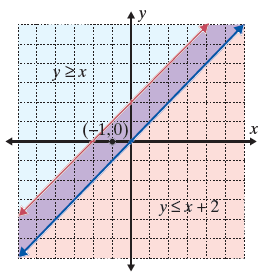 y
y ≥ x
(–1, 0)
x
y ≤ x + 2